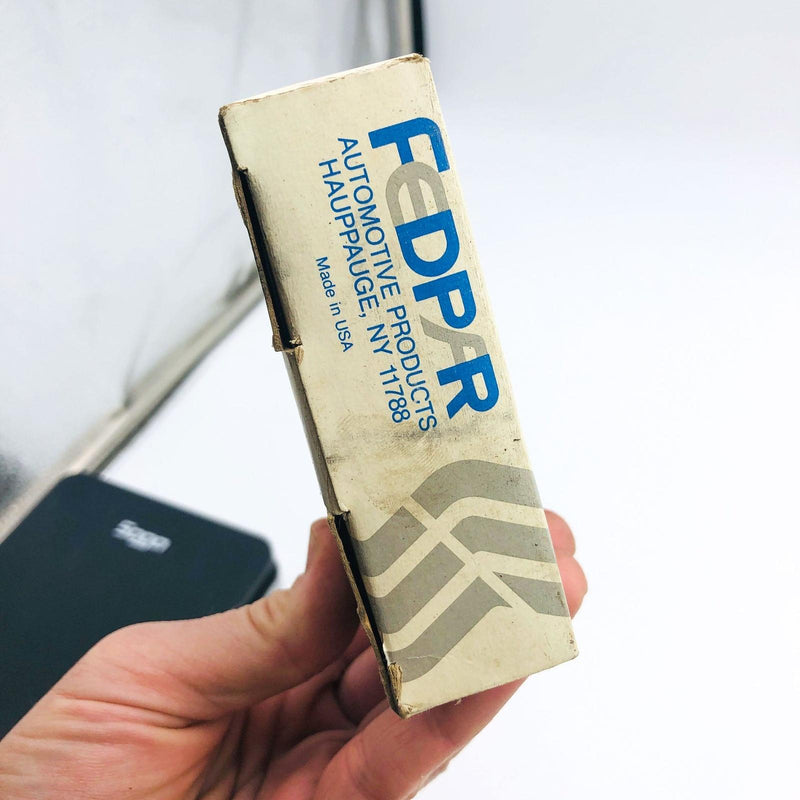 FeDPAR
AUTOMOTIVE PRODUCTS
HAUPPAUGE, NY 11788
Made in USA